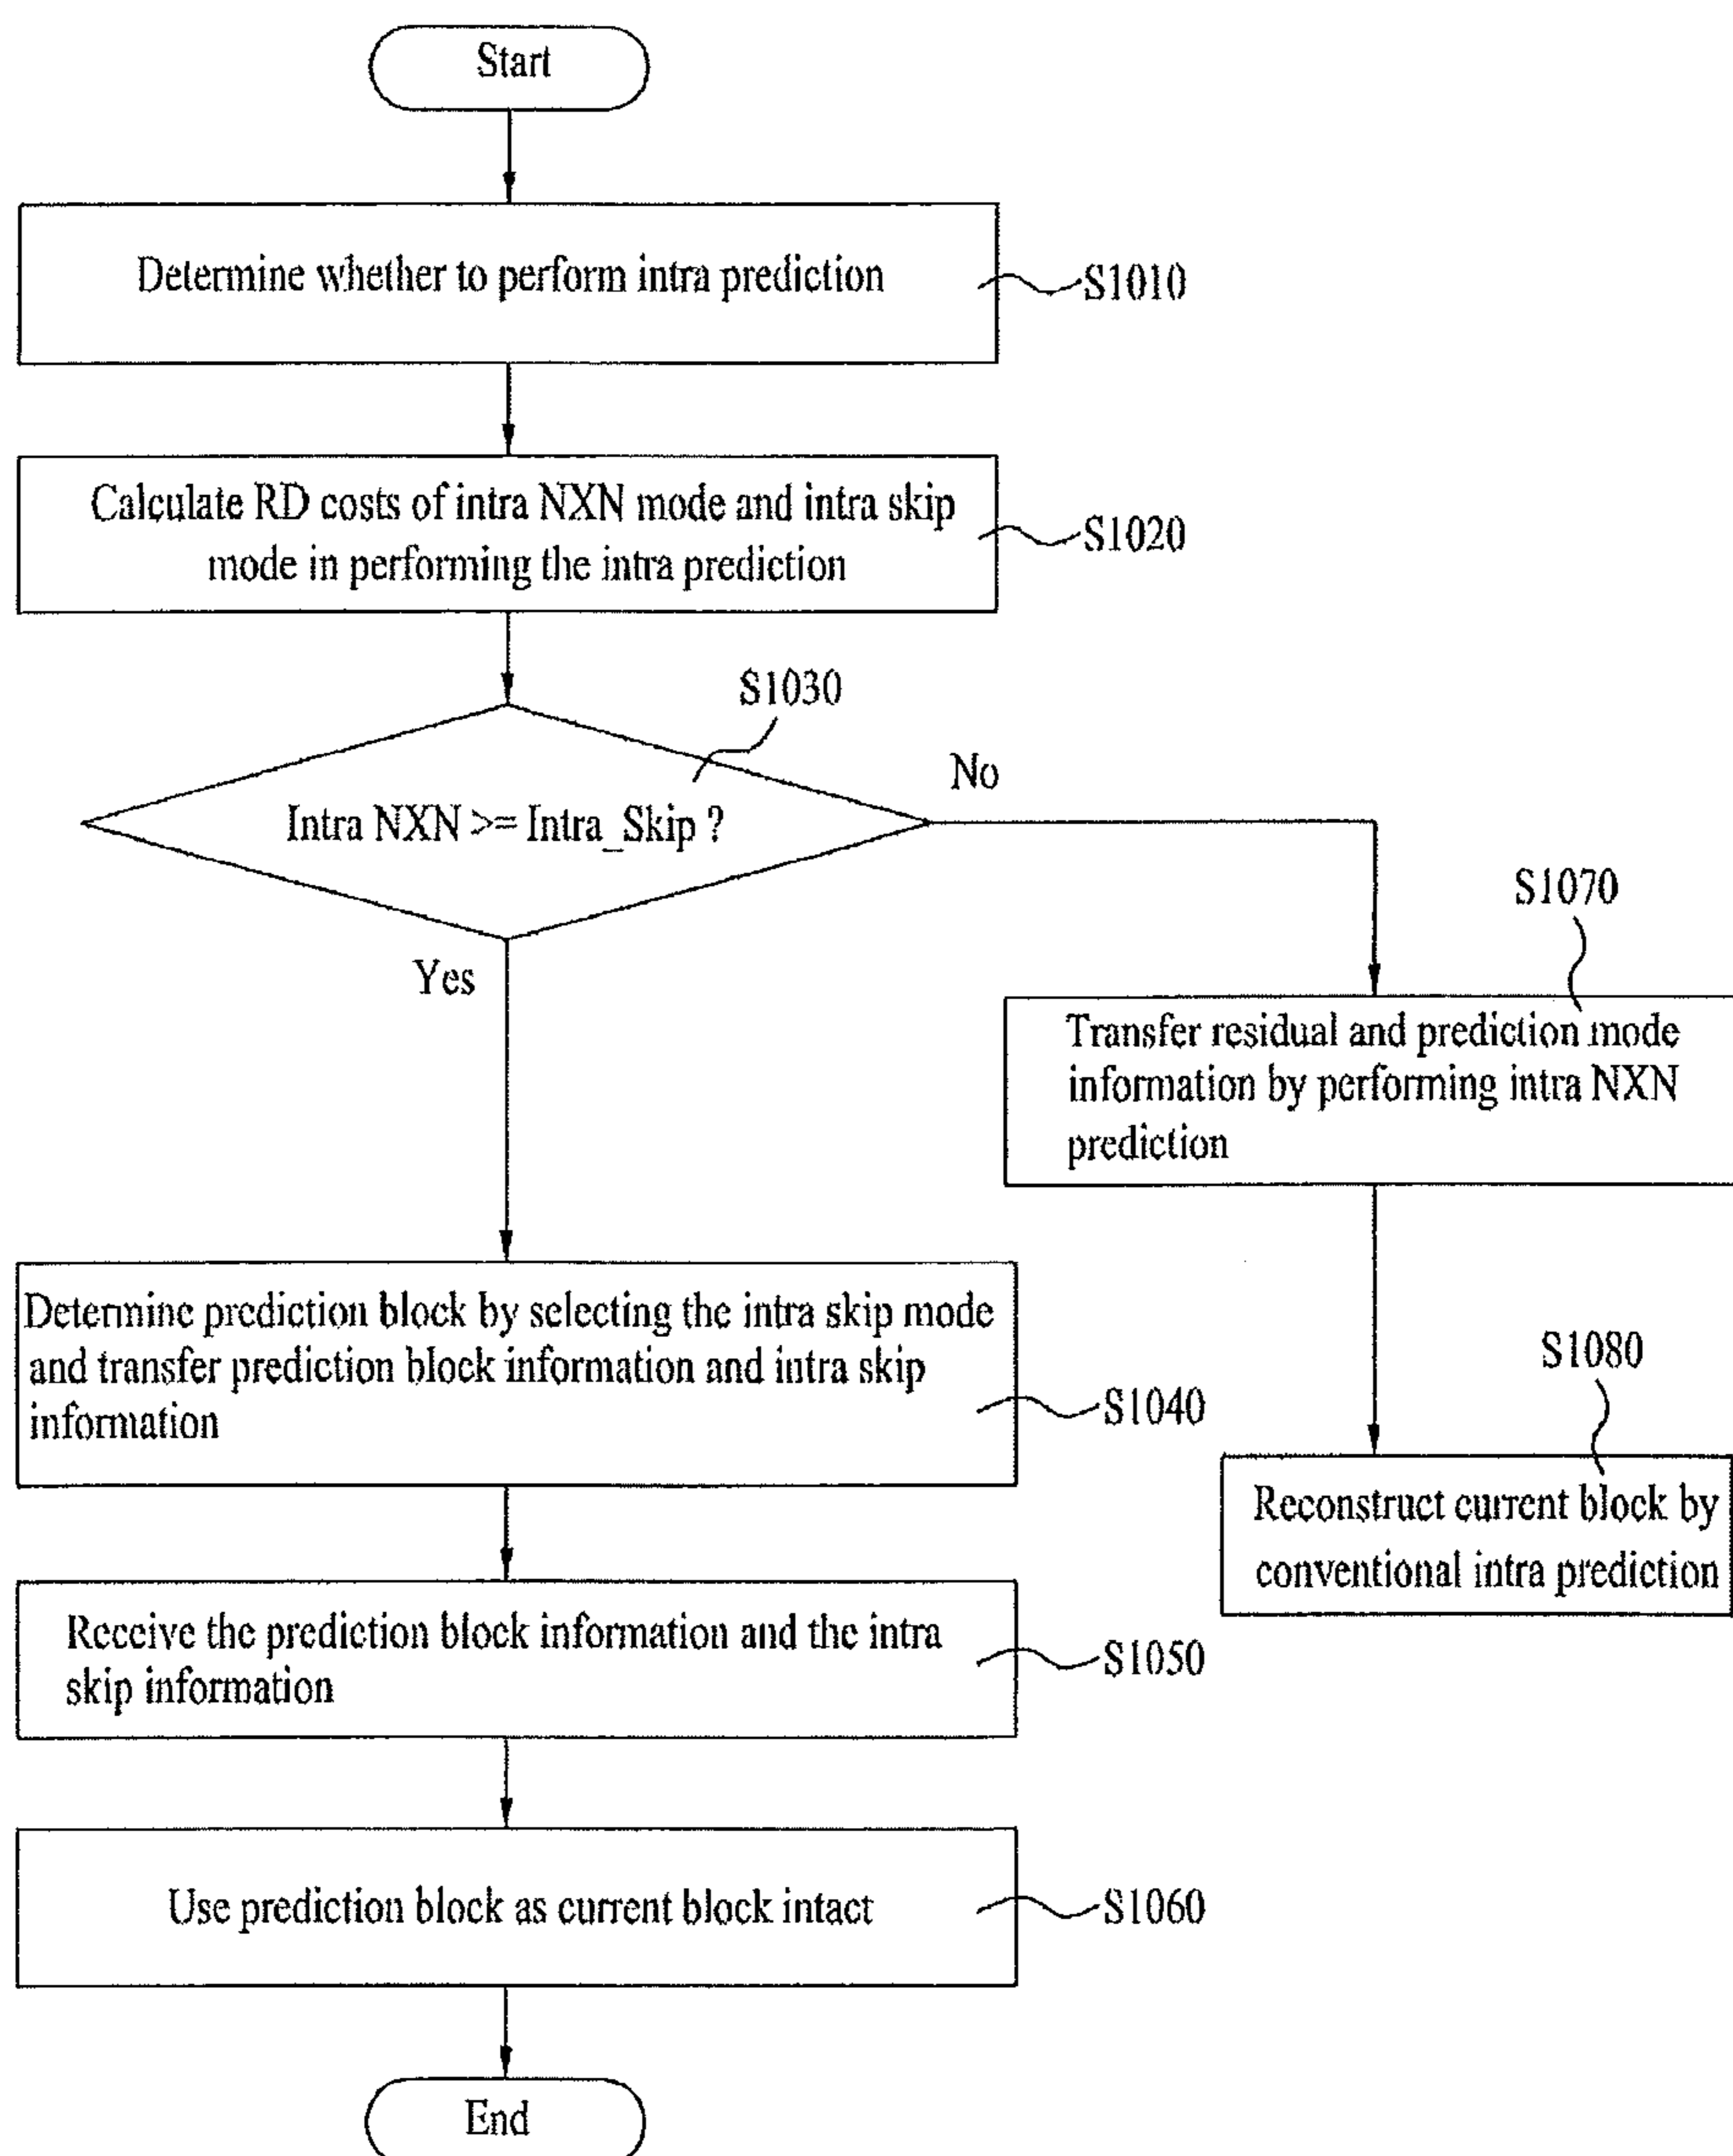 Start
Determine whether to perform intra prediction
S1010
Calculate RD costs of intra NXN mode and intra skip
mode in performing the intra prediction
S1020
S1030
Intra NXN >= Intra_Skip ?
No
Yes
S1070
Transfer residual and prediction mode
information by performing intra NXN
prediction
Determine prediction block by selecting the intra skip mode
and transfer prediction block information and intra skip
information
S1040
S1080
Reconstruct current block by
conventional intra prediction
Receive the prediction block information and the intra
skip information
S1050
Use prediction block as current block intact
S1060
End